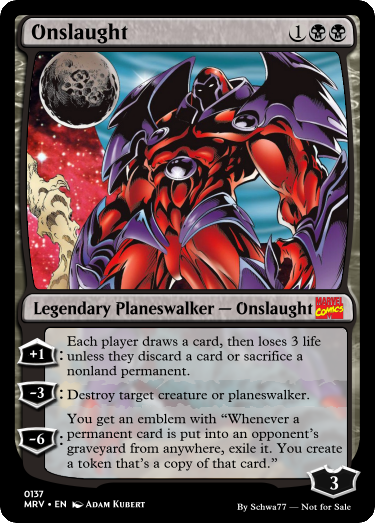 Onslaught 1
Legendary Planeswalker — Onslaught MARVEL COMICS
+1: Each player draws a card, then loses 3 life
unless they discard a card or sacrifice a
nonland permanent.
-3: Destroy target creature or planeswalker.
-6: You get an emblem with “Whenever a
permanent card is put into an opponent’s
graveyard from anywhere, exile it. You create
a token that’s a copy of that card.”
3
0137
MRV • EN Adam Kubert
By Schwa77 — Not for Sale